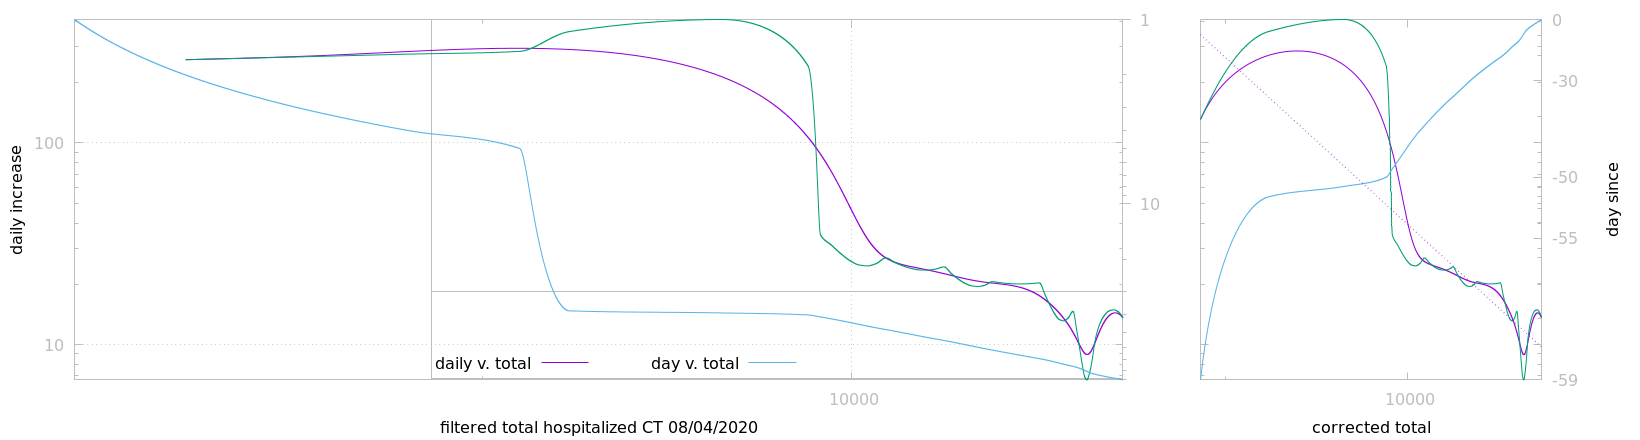 1
0
-30
100
daily increase
-50
day since
10
-55
10
daily v. total
day v. total
-59
10000
10000
filtered total hospitalized CT 08/04/2020
corrected total